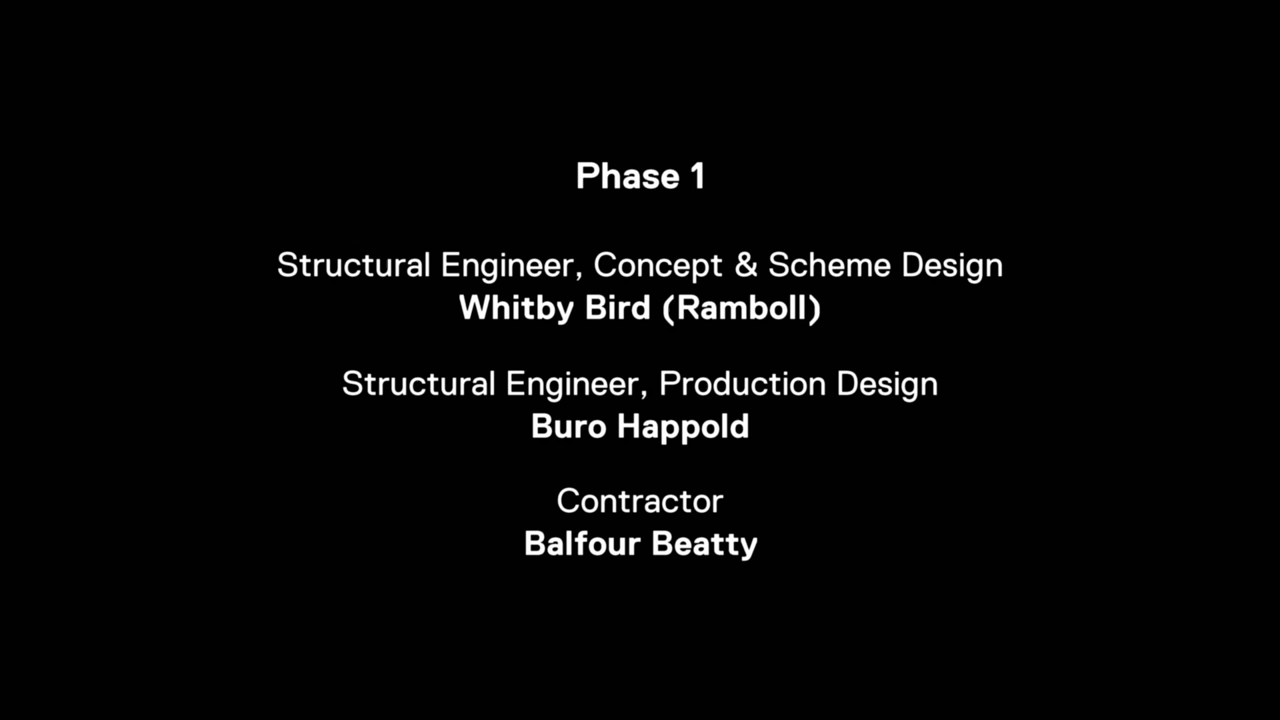 Phase 1
Structural Engineer, Concept & Scheme Design
Whitby Bird (Ramboll)
Structural Engineer, Production Design
Buro Happold
Contractor
Balfour Beatty